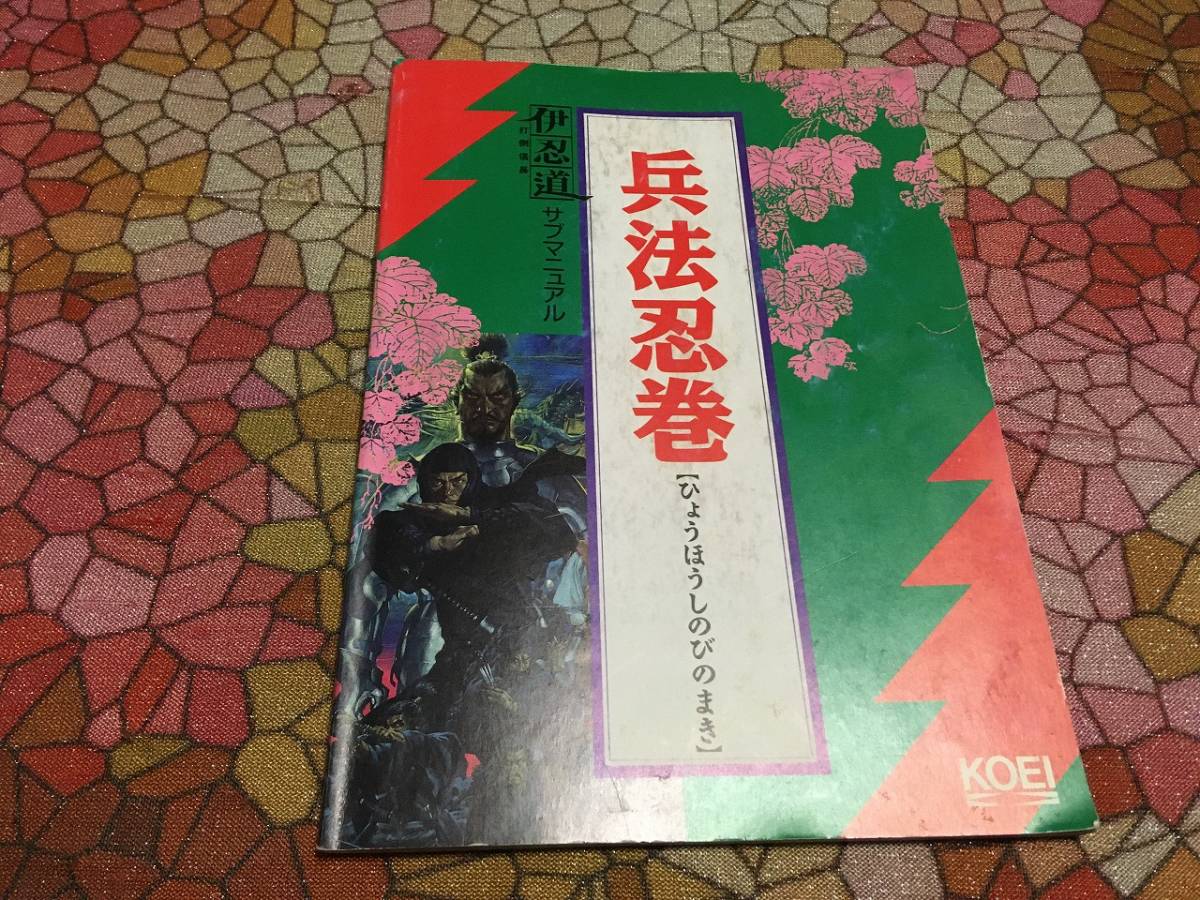 兵法忍巻
【ひょうほうしのびのまき】
伊忍道
打倒信長
サブマニュアル
KOEI